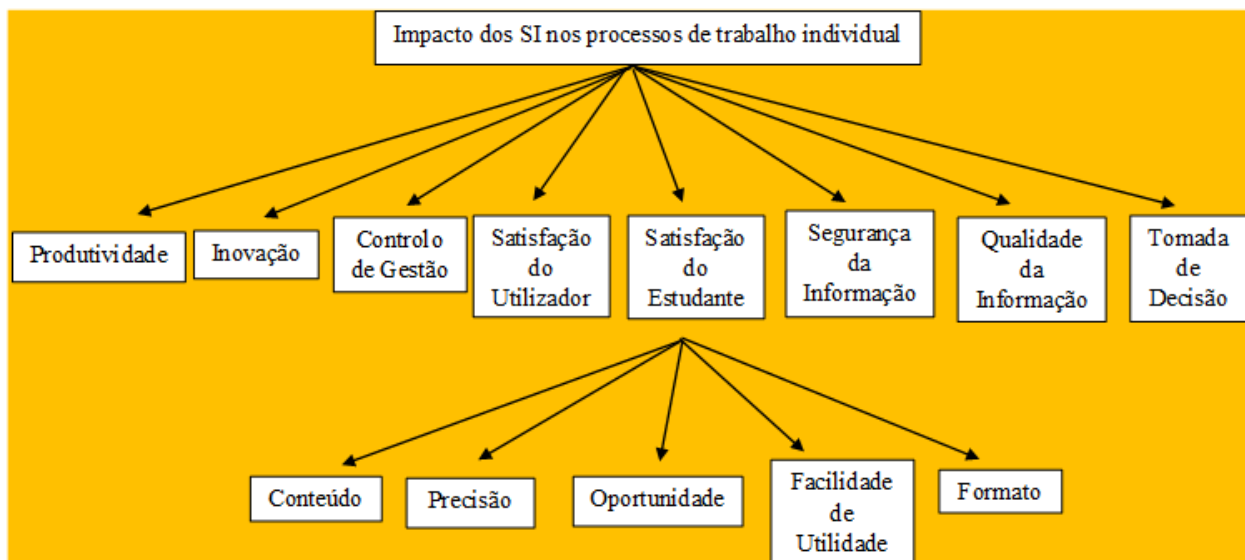 Impacto dos SI nos processos de trabalho individual
Produtividade
Inovação
Controlo
de Gestão
Satisfação
do
Utilizador
Satisfação
do
Estudante
Segurança
da
Informação
Qualidade
da
Informação
Tomada
de
Decisão
Conteúdo
Precisão
Oportunidade
Facilidade
de
Utilidade
Formato